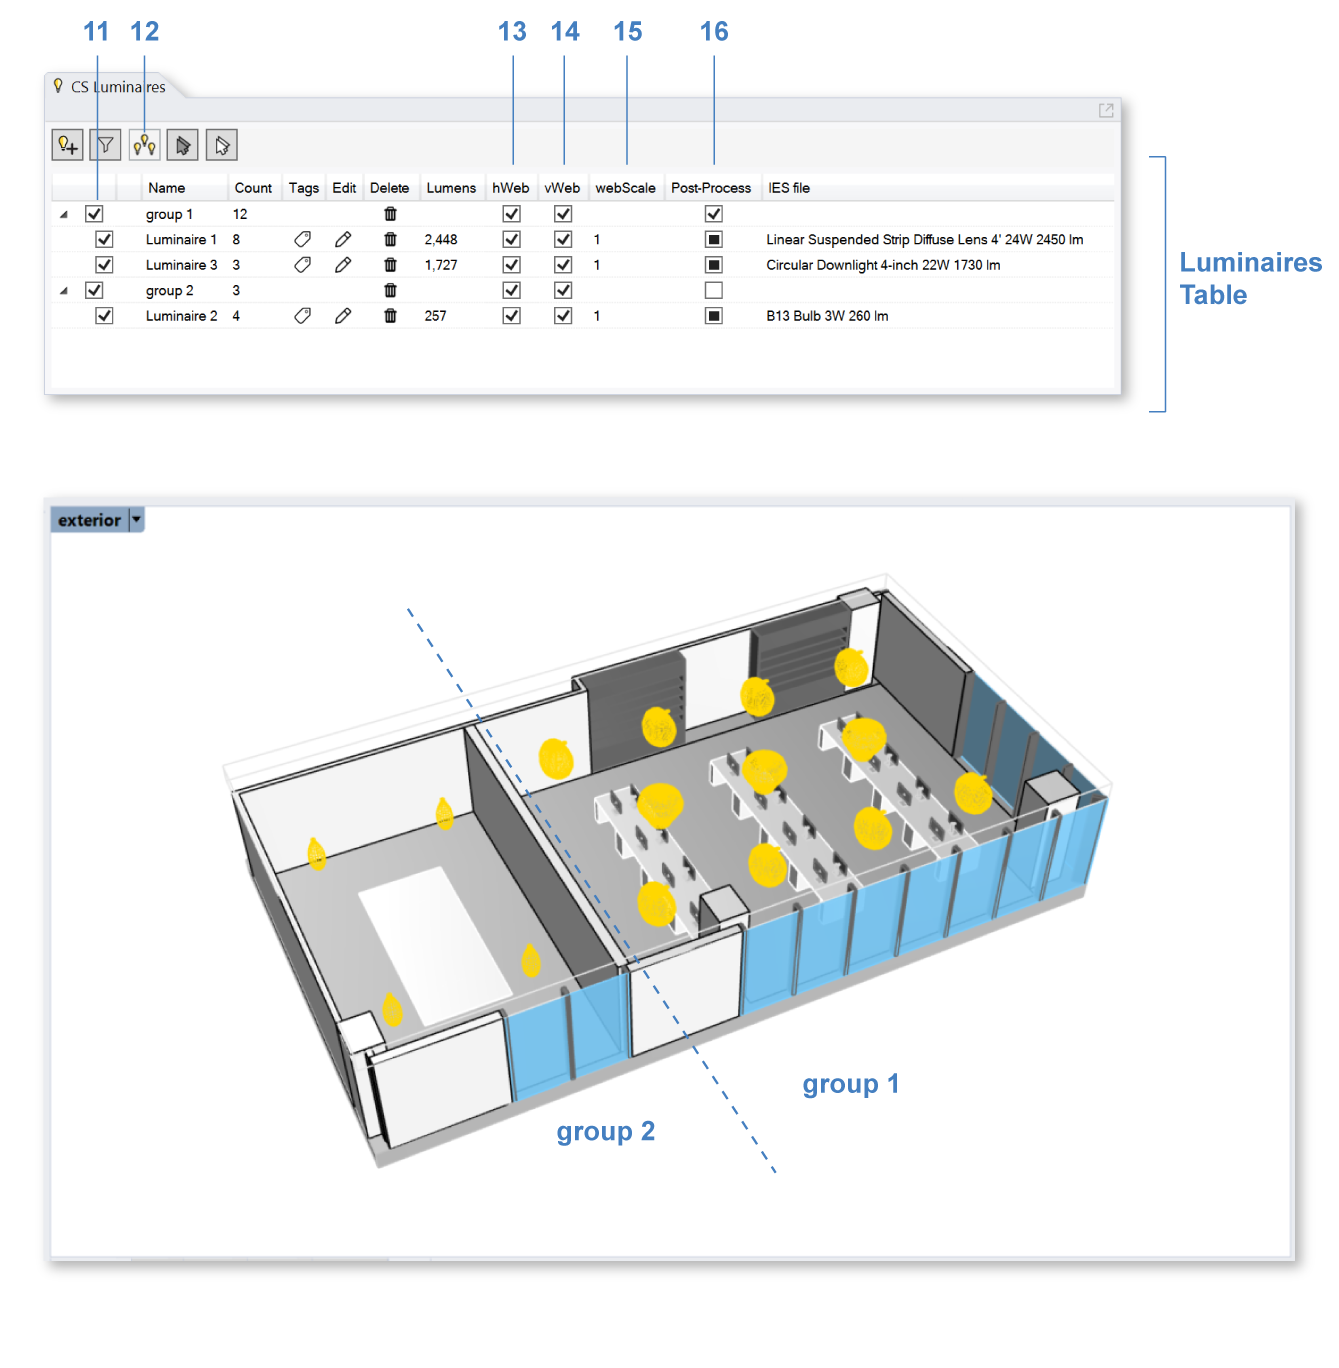 11 12 13 14 15 16
CS Luminaires
Name Count Tags Edit Delete Lumens hWeb vWeb webScale Post-Process IES file
group 1 12
Luminaire 1 8 2,448 1 Linear Suspended Strip Diffuse Lens 4' 24W 2450 lm
Luminaire 3 3 1,727 1 Circular Downlight 4-inch 22W 1730 lm
group 2 3
Luminaire 2 4 257 1 B13 Bulb 3W 260 lm
Luminaires
Table
exterior
group 1
group 2